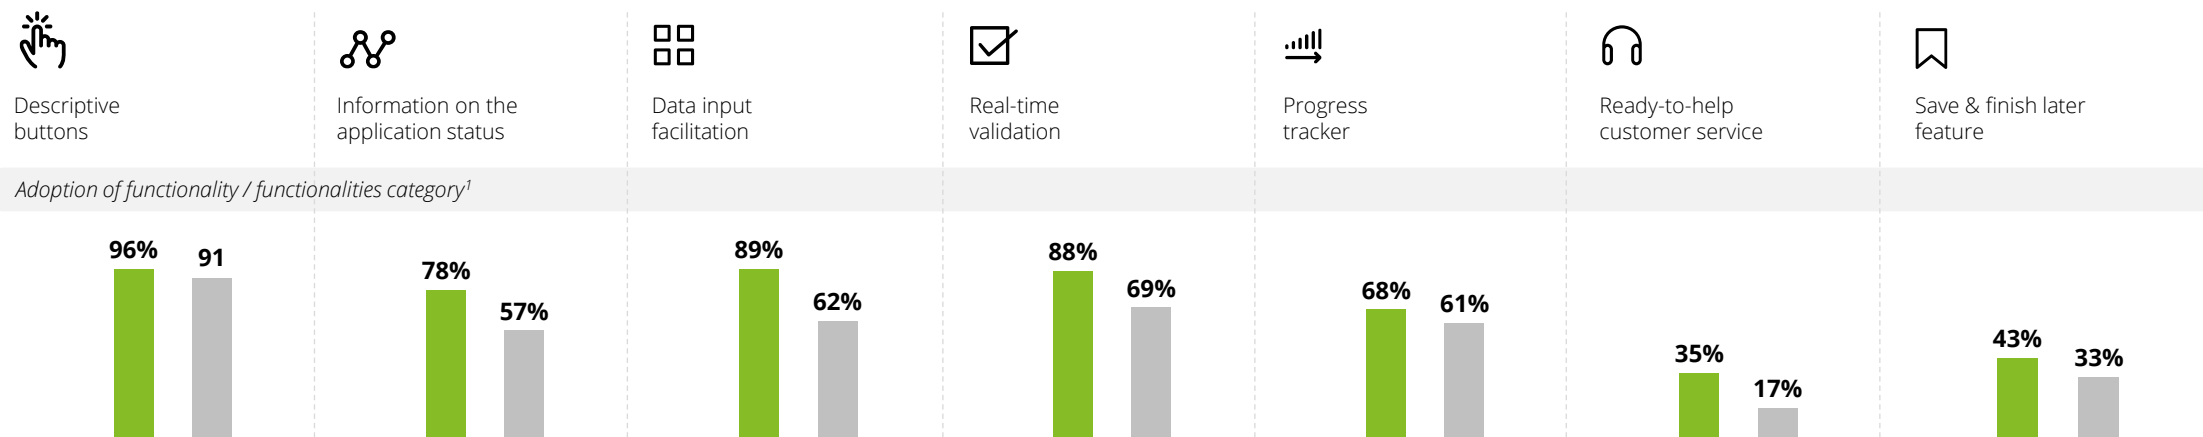 Descriptive
buttons
Information on the
application status
Data input
facilitation
Real-time
validation
Progress
tracker
Ready-to-help
customer service
Save & finish later
feature
Adoption of functionality / functionalities category¹
96%
91
78%
57%
89%
62%
88%
69%
68%
61%
35%
17%
43%
33%